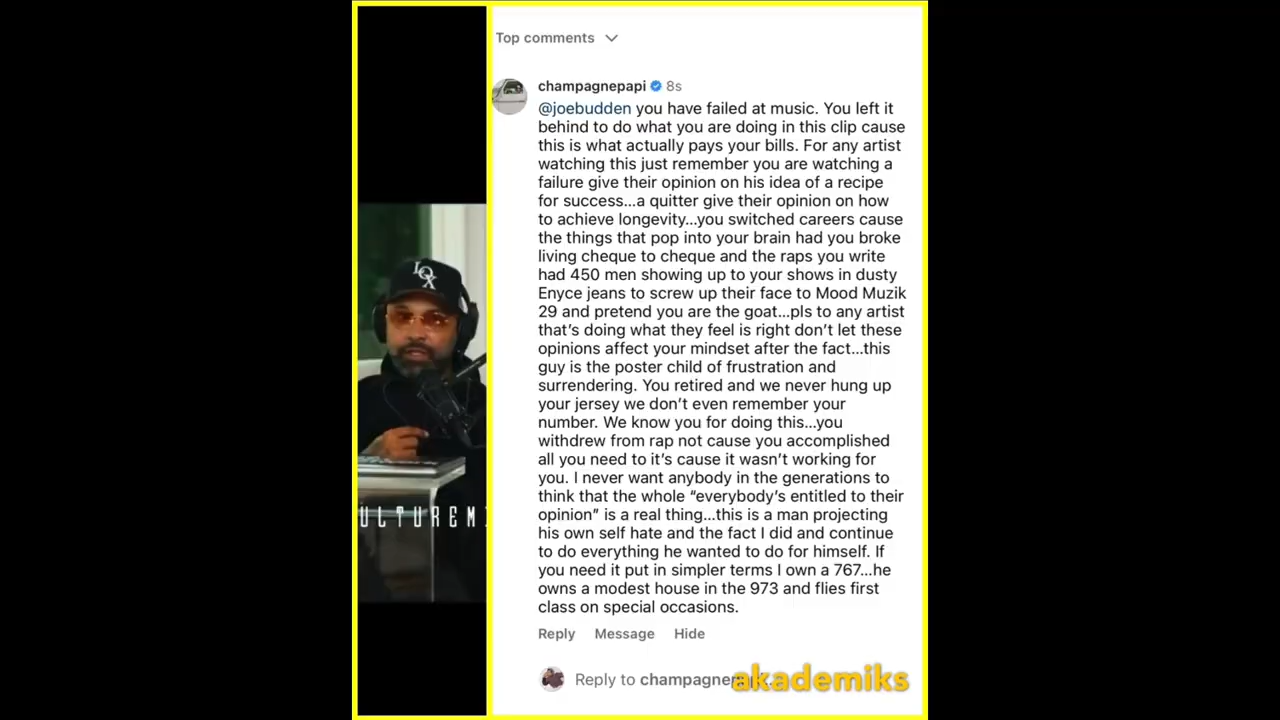 Top comments
champagnepapi 8s
@joebudden you have failed at music. You left it
behind to do what you are doing in this clip cause
this is what actually pays your bills. For any artist
watching this just remember you are watching a
failure give their opinion on his idea of a recipe
for success...a quitter give their opinion on how
to achieve longevity...you switched careers cause
the things that pop into your brain had you broke
living cheque to cheque and the raps you write
had 450 men showing up to your shows in dusty
Enyce jeans to screw up their face to Mood Muzik
29 and pretend you are the goat...pls to any artist
that's doing what they feel is right don't let these
opinions affect your mindset after the fact...this
guy is the poster child of frustration and
surrendering. You retired and we never hung up
your jersey we don't even remember your
number. We know you for doing this...you
withdrew from rap not cause you accomplished
all you need to it's cause it wasn't working for
you. I never want anybody in the generations to
think that the whole “everybody's entitled to their
opinion” is a real thing...this is a man projecting
his own self hate and the fact I did and continue
to do everything he wanted to do for himself. If
you need it put in simpler terms I own a 767...he
owns a modest house in the 973 and flies first
class on special occasions.
Reply Message Hide
Reply to champagnep
akademiks
LOX
ULTUREM